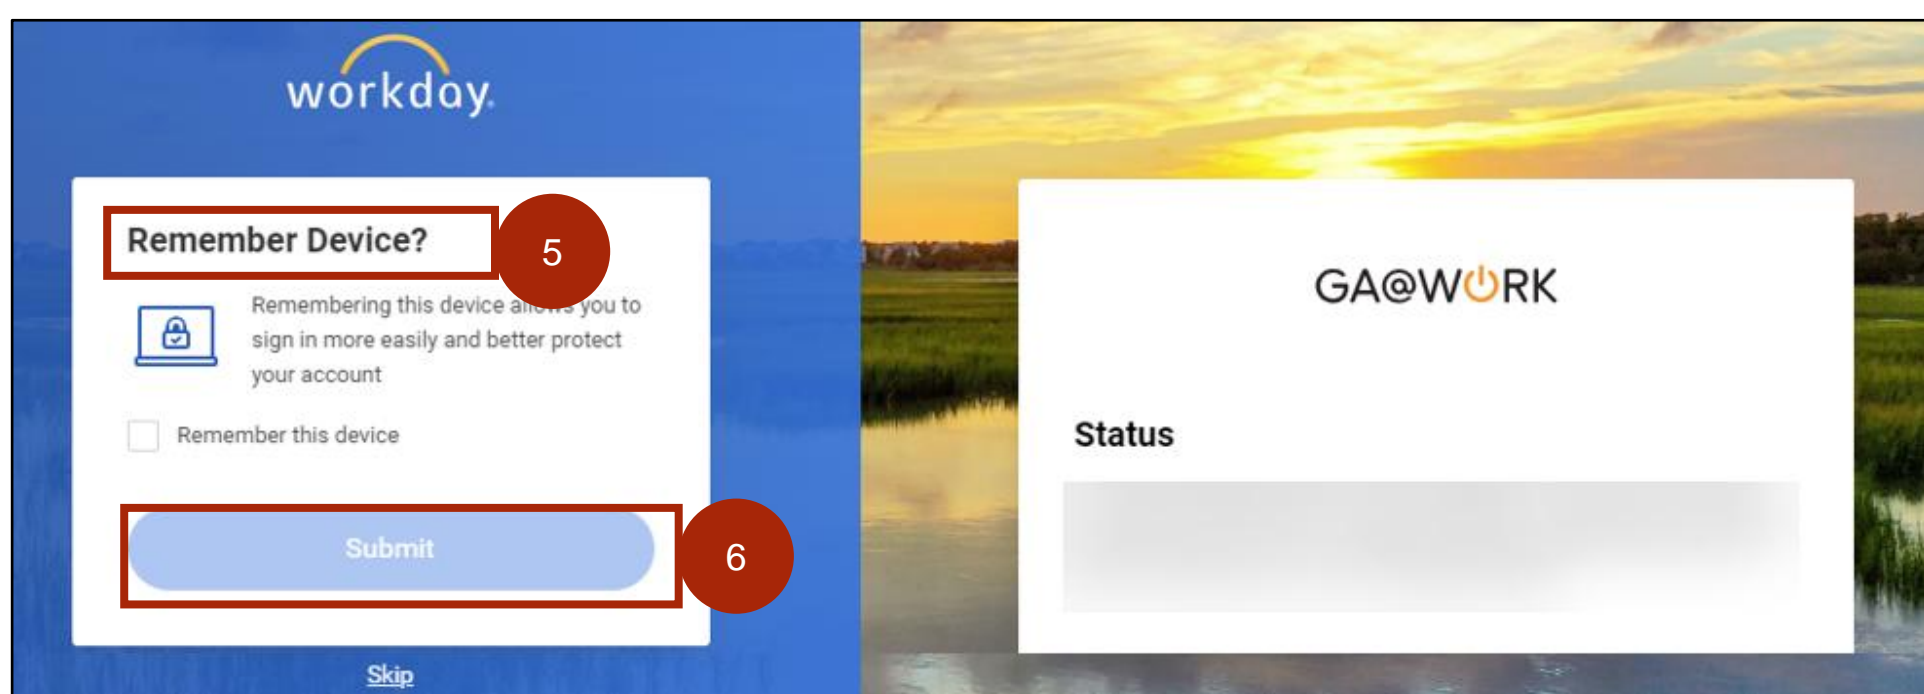 workday.
Remember Device?
5
Remembering this device allows you to
sign in more easily and better protect
your account
Remember this device
Submit
6
Skip
GA@WORK
Status